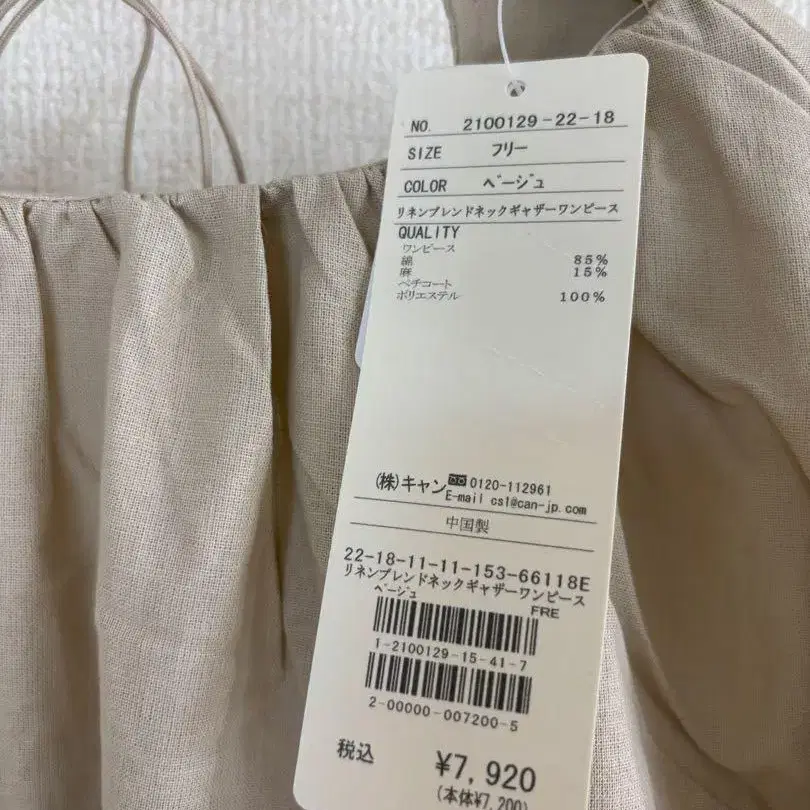 NO. 2100129-22-18
SIZE フリー
COLOR ベージュ
リネンブレンドネックギャザーワンピース
QUALITY
ワンピース
綿 85%
麻 15%
ペチコート
ポリエステル 100%
(株)キャン ☎ 0120-112961
E-mail cs1@can-jp.com
中国製
22-18-11-11-153-66118E
リネンブレンドネックギャザーワンピース
ベージュ FRE
1-2100129-15-41-7
2-00000-007200-5
税込 ¥7,920
(本体¥7,200)